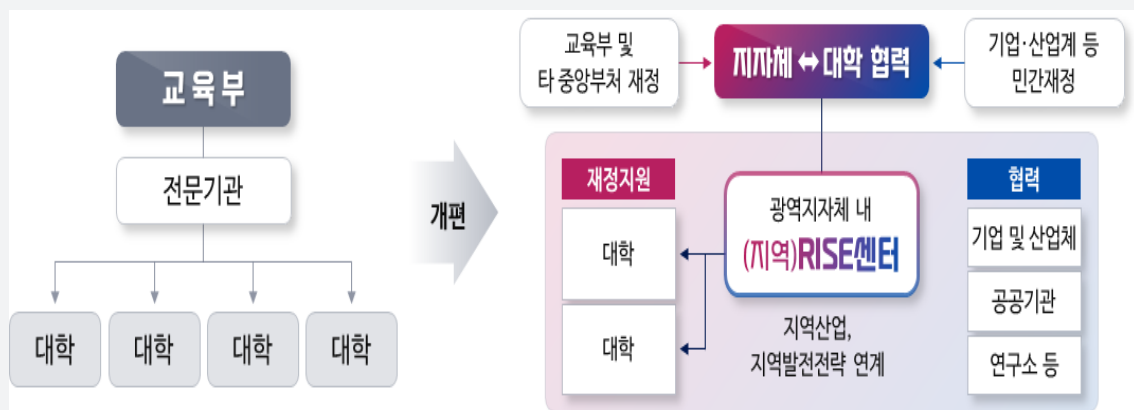 교육부
전문기관
대학
대학
대학
대학
개편
교육부 및
타 중앙부처 재정
지자체 ↔ 대학 협력
기업·산업계 등
민간재정
재정지원
대학
대학
광역지자체 내
(지역)RISE센터
지역산업,
지역발전전략 연계
협력
기업 및 산업체
공공기관
연구소 등